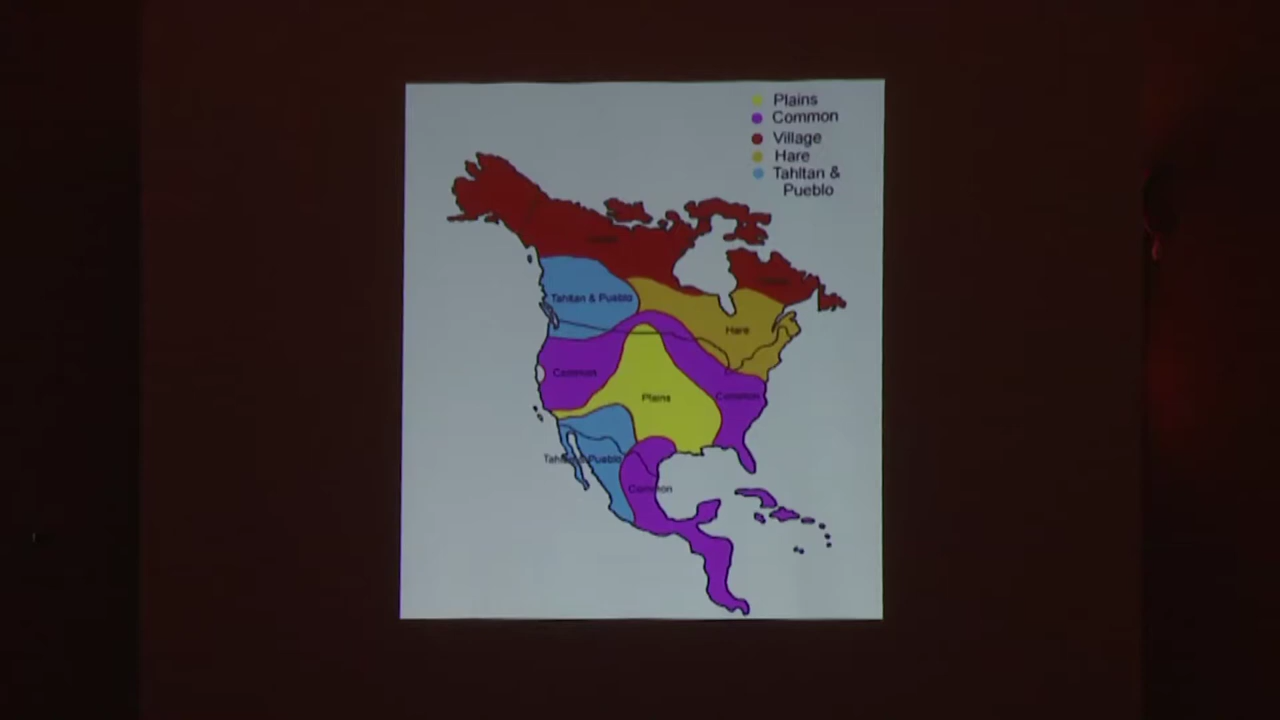 Plains
Common
Village
Hare
Tahltan &
Pueblo
Tahltan & Pueblo
Hare
Common
Plains
Common
Common